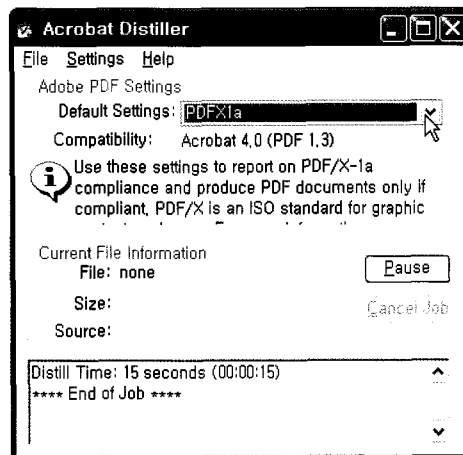 Acrobat Distiller
File Settings Help
Adobe PDF Settings
Default Settings: PDFX1a
Compatibility: Acrobat 4,0 (PDF 1,3)
Use these settings to report on PDF/X-1a
compliance and produce PDF documents only if
compliant, PDF/X is an ISO standard for graphic
Current File Information
File: none
Pause
Size:
Cancel Job
Source:
Distill Time: 15 seconds (00:00:15)
**** End of Job ****